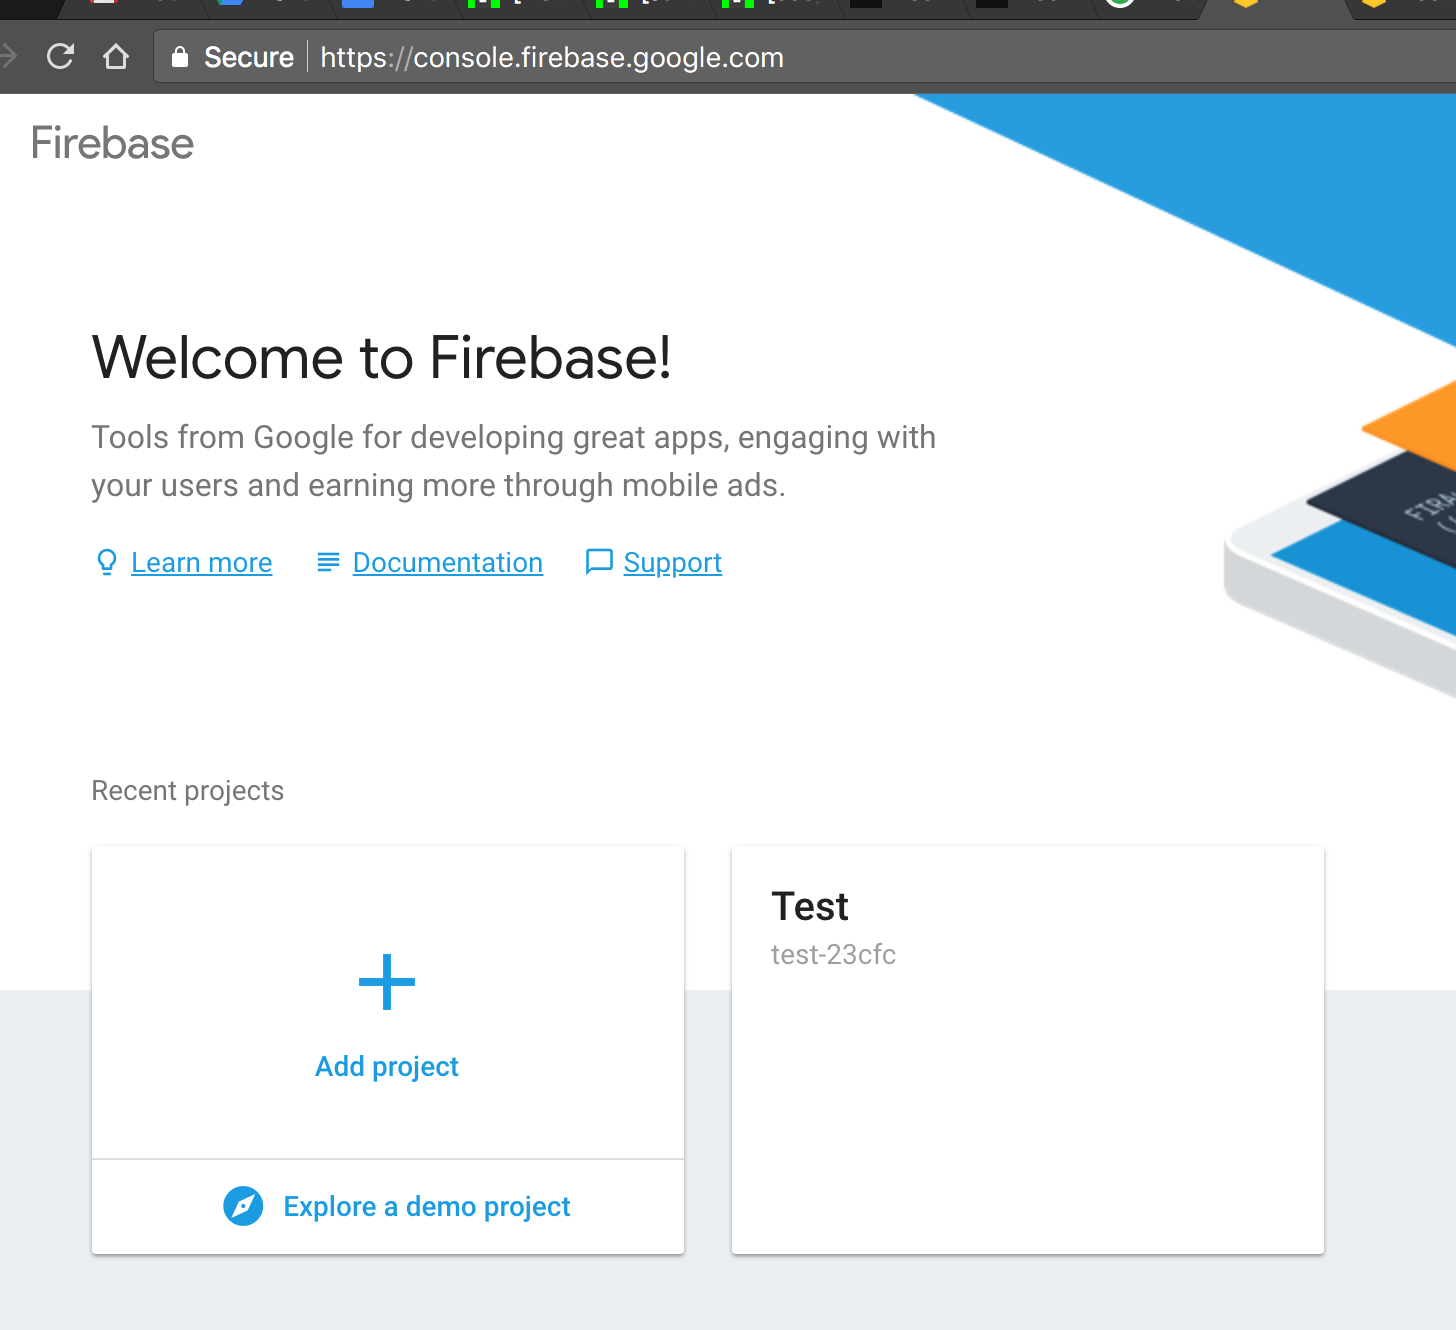 Secure https://console.firebase.google.com
Firebase
Welcome to Firebase!
Tools from Google for developing great apps, engaging with
your users and earning more through mobile ads.
Learn more Documentation Support
Recent projects
Test
test-23cfc
Add project
Explore a demo project